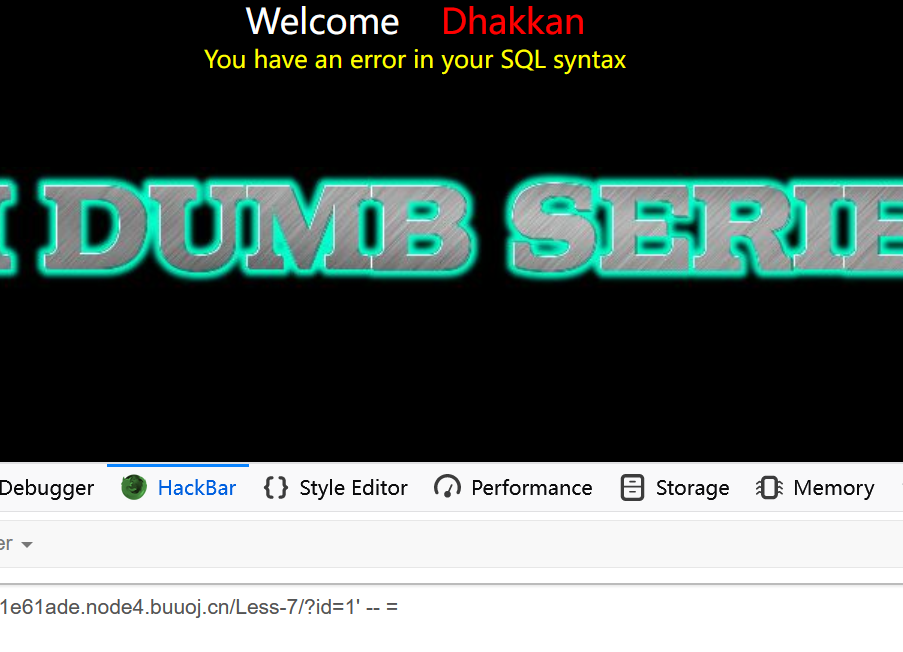 Welcome Dhakkan
You have an error in your SQL syntax
DUMB SERIE
Debugger HackBar Style Editor Performance Storage Memory
er
1e61ade.node4.buuoj.cn/Less-7/?id=1' -- =